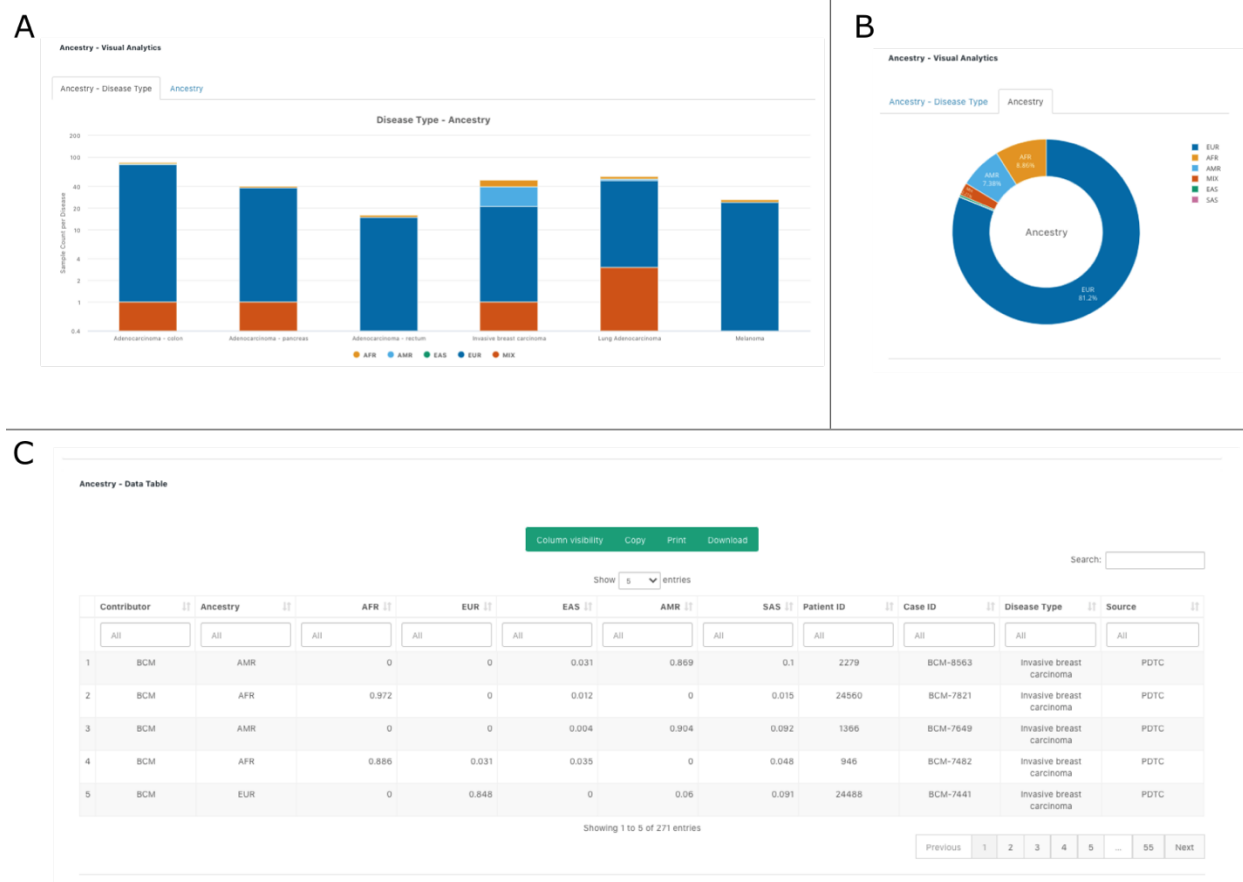 A
Ancestry - Visual Analytics
Ancestry - Disease Type Ancestry
Disease Type - Ancestry
200
100
40
20
10
4
2
1
0.4
Sample Count per Disease
Adenocarcinoma - colon Adenocarcinoma - pancreas Adenocarcinoma - rectum Invasive breast carcinoma Lung Adenocarcinoma Melanoma
AFR AMR EAS EUR MIX
B
Ancestry - Visual Analytics
Ancestry - Disease Type Ancestry
AFR
8.86%
AMR
7.38%
Ancestry
EUR
81.2%
EUR
AFR
AMR
MIX
EAS
SAS
C
Ancestry - Data Table
Column visibility Copy Print Download
Search:
Show 5 entries
Contributor Ancestry AFR EUR EAS AMR SAS Patient ID Case ID Disease Type Source
All All All All All All All All All All All
1 BCM AMR 0 0 0.031 0.869 0.1 2279 BCM-8563 Invasive breast PDTC
carcinoma
2 BCM AFR 0.972 0 0.012 0 0.015 24560 BCM-7821 Invasive breast PDTC
carcinoma
3 BCM AMR 0 0 0.004 0.904 0.092 1366 BCM-7649 Invasive breast PDTC
carcinoma
4 BCM AFR 0.886 0.031 0.035 0 0.048 946 BCM-7482 Invasive breast PDTC
carcinoma
5 BCM EUR 0 0.848 0 0.06 0.091 24488 BCM-7441 Invasive breast PDTC
carcinoma
Showing 1 to 5 of 271 entries
Previous 1 2 3 4 5 ... 55 Next